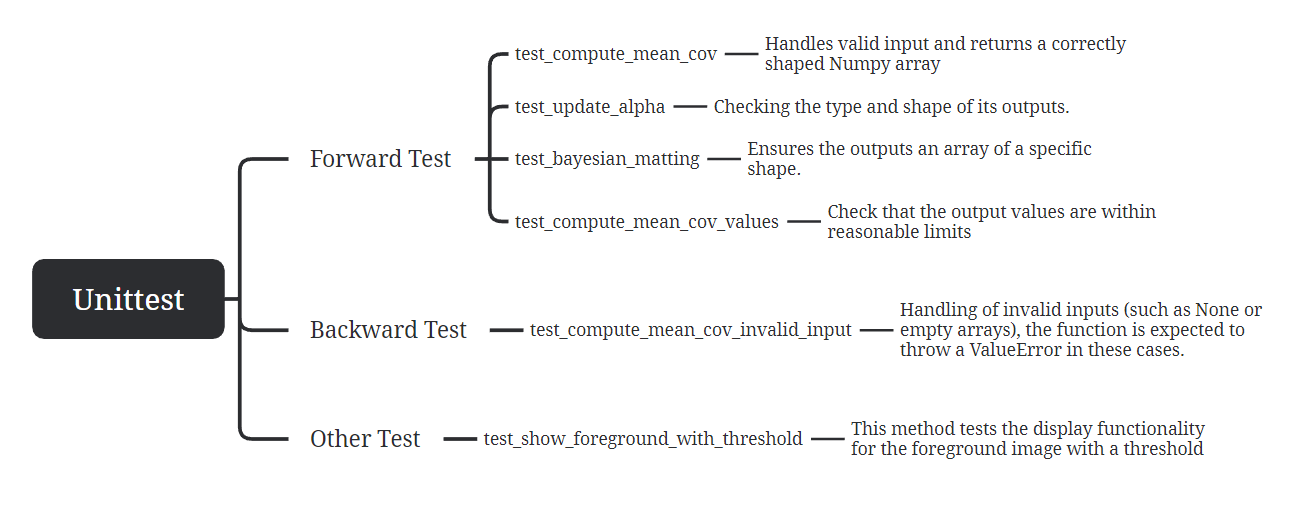 Unittest
Forward Test
test_compute_mean_cov
Handles valid input and returns a correctly
shaped Numpy array
test_update_alpha
Checking the type and shape of its outputs.
test_bayesian_matting
Ensures the outputs an array of a specific
shape.
test_compute_mean_cov_values
Check that the output values are within
reasonable limits
Backward Test
test_compute_mean_cov_invalid_input
Handling of invalid inputs (such as None or
empty arrays), the function is expected to
throw a ValueError in these cases.
Other Test
test_show_foreground_with_threshold
This method tests the display functionality
for the foreground image with a threshold